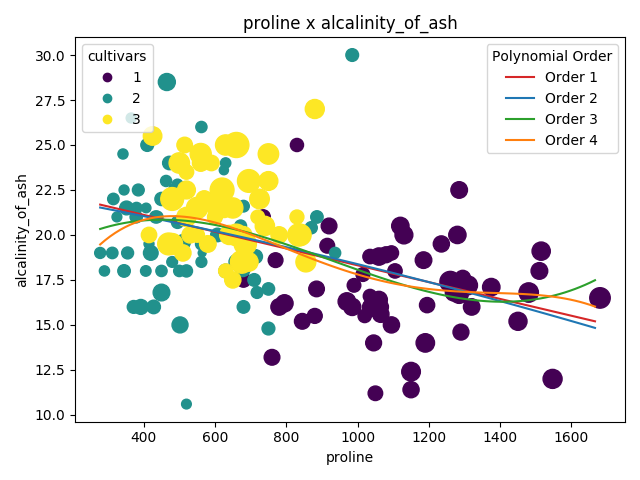 proline x alcalinity_of_ash
30.0
27.5
25.0
22.5
20.0
17.5
15.0
12.5
10.0
alcalinity_of_ash
cultivars
1
2
3
Polynomial Order
Order 1
Order 2
Order 3
Order 4
400 600 800 1000 1200 1400 1600
proline